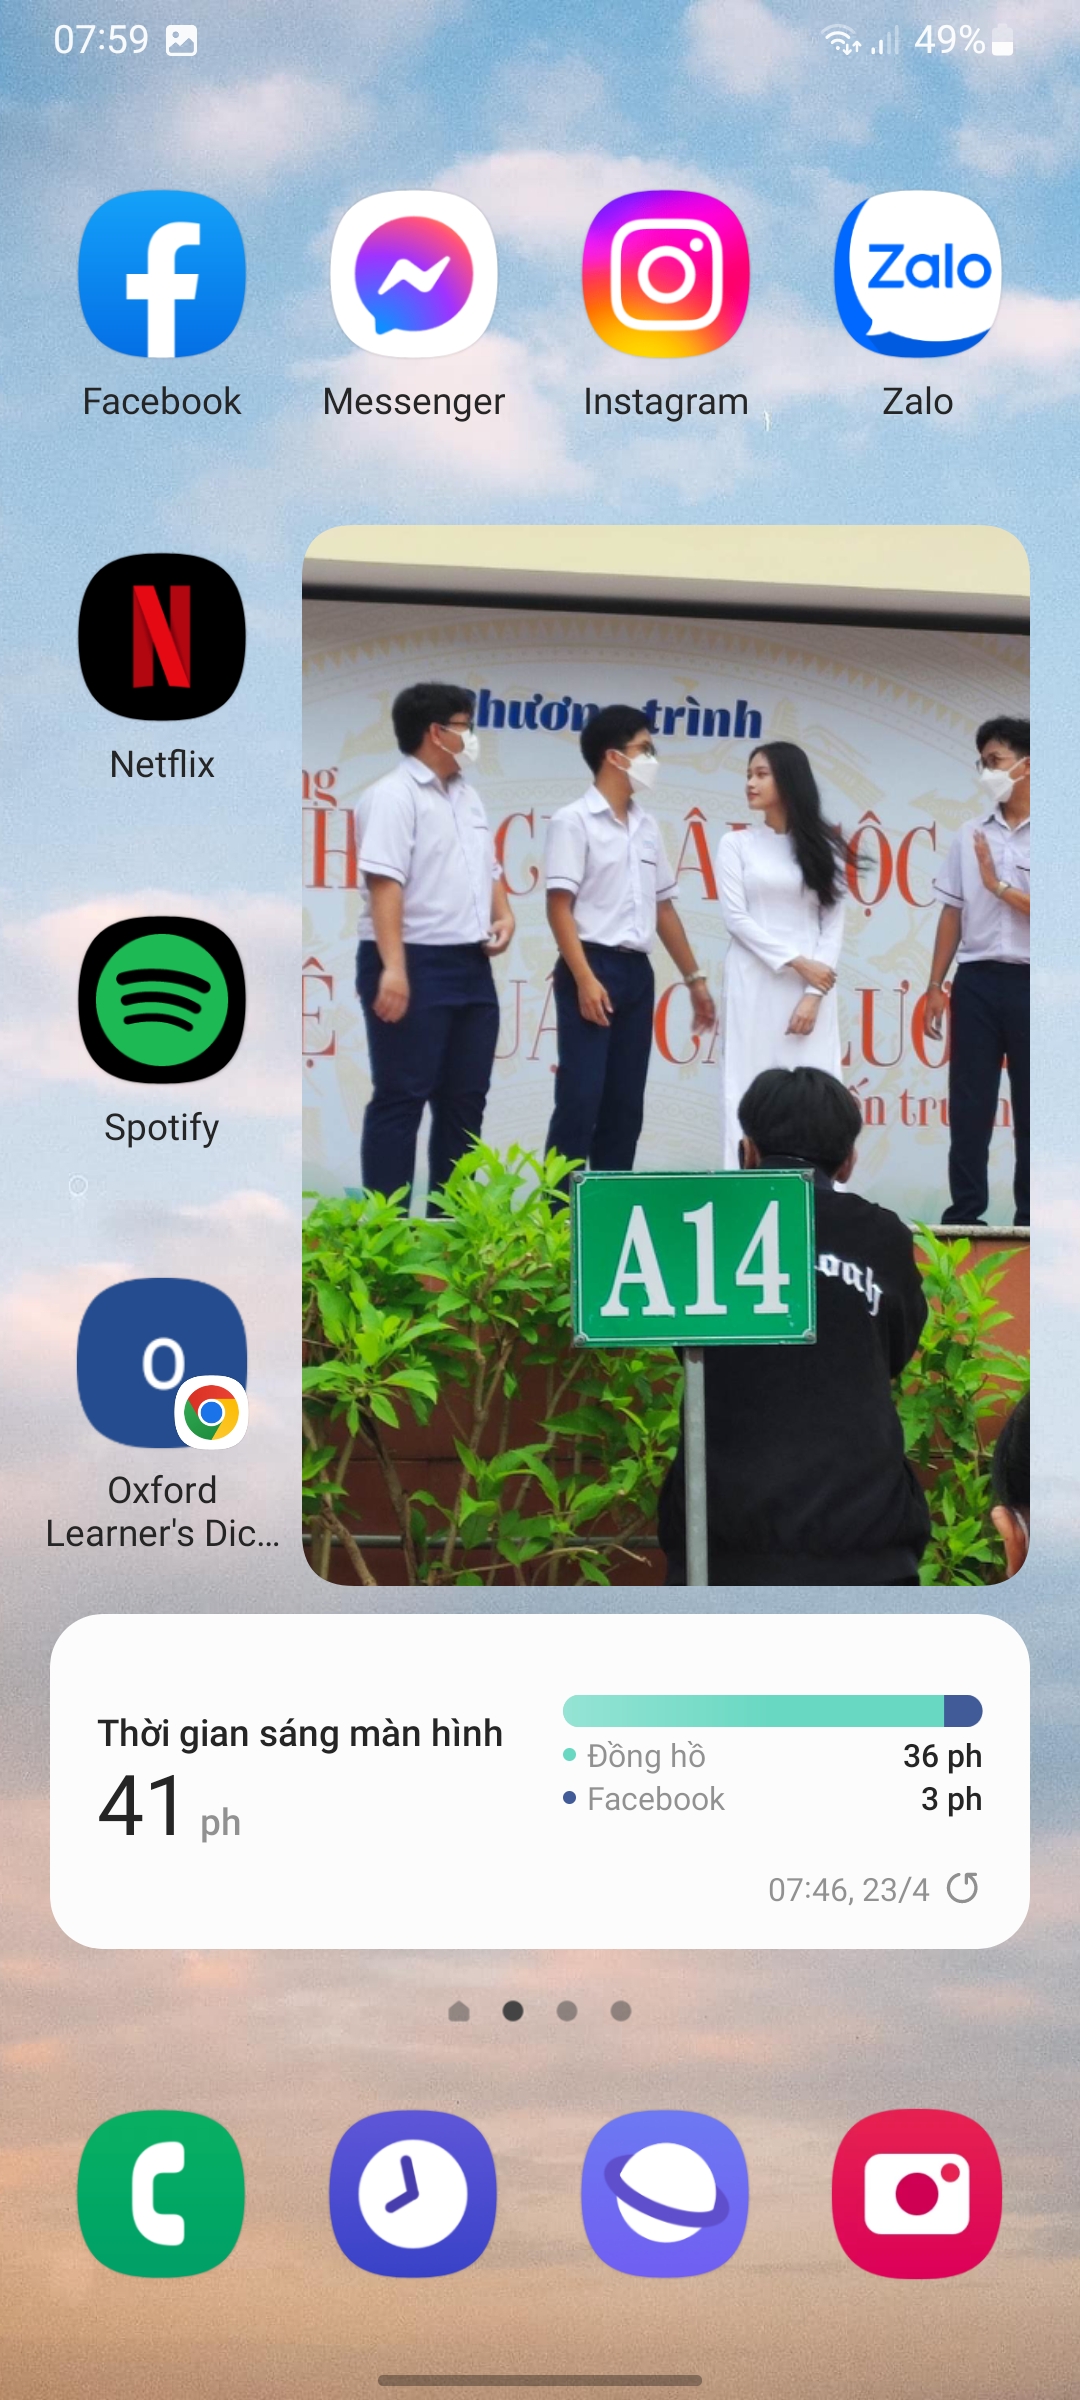 07:59
49%
Zalo
Facebook
Messenger
Instagram
Zalo
N
Netflix
trình
A14
Spotify
O
Oxford
Learner's Dic...
Thời gian sáng màn hình
41 ph
Đồng hồ 36 ph
Facebook 3 ph
07:46, 23/4